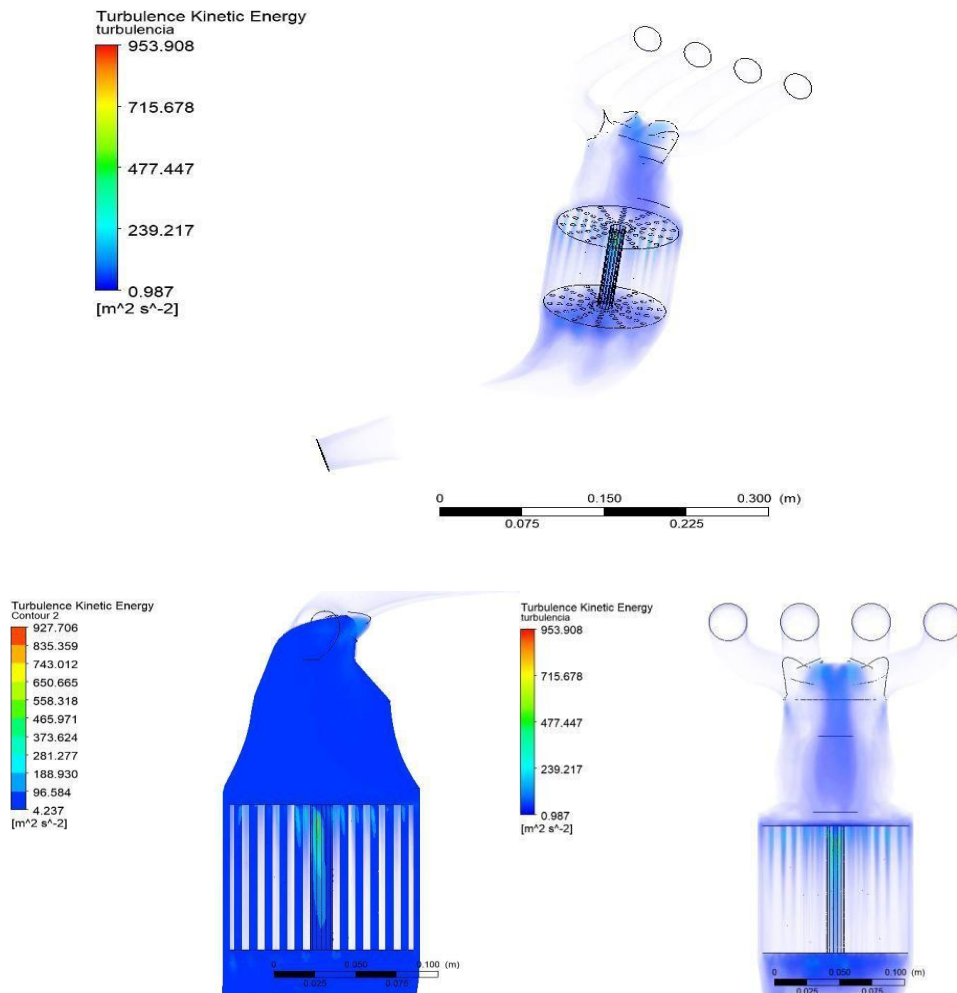 Turbulence Kinetic Energy
turbulencia
953.908
715.678
477.447
239.217
0.987
[m^2 s^-2]
0 0.150 0.300 (m)
0.075 0.225
Turbulence Kinetic Energy
Contour 2
927.706
835.359
743.012
650.665
558.318
465.971
373.624
281.277
188.930
96.584
4.237
[m^2 s^-2]
0 0.050 0.100 (m)
0.025 0.075
Turbulence Kinetic Energy
turbulencia
953.908
715.678
477.447
239.217
0.987
[m^2 s^-2]
0 0.050 0.100 (m)
0.025 0.075